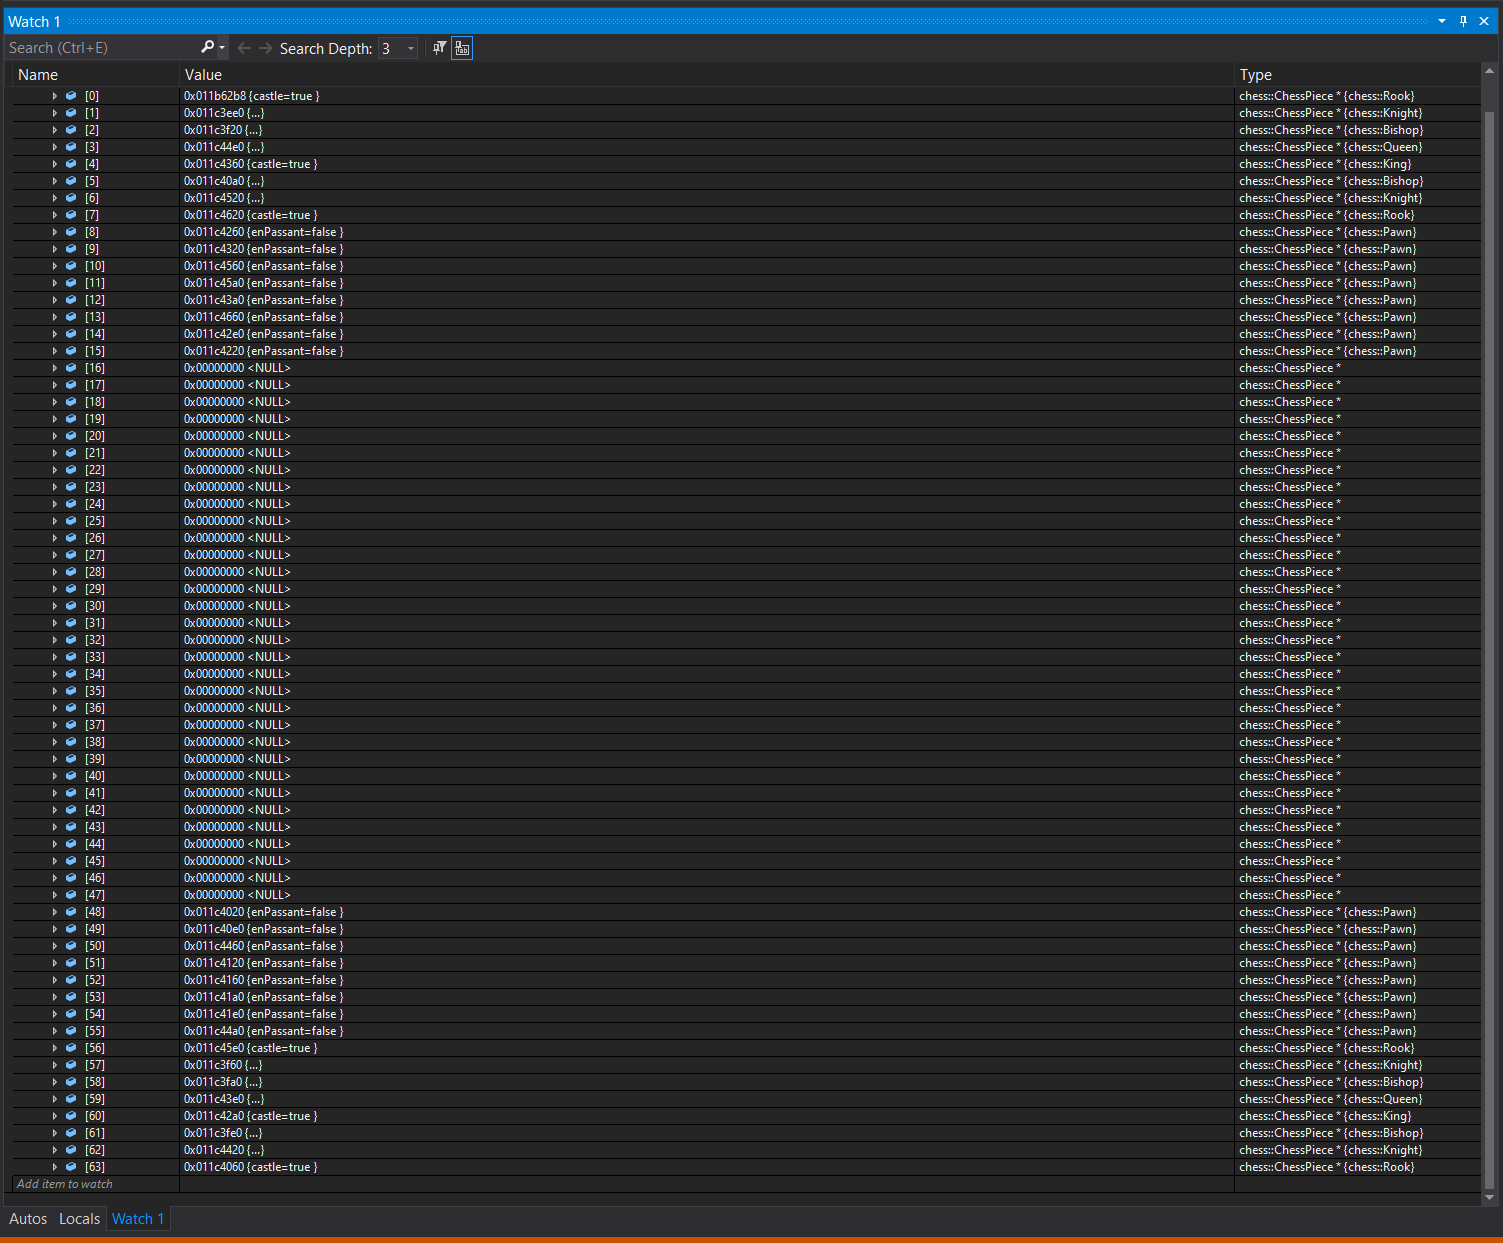 Watch 1
Search (Ctrl+E) Search Depth: 3
Name Value Type
[0] 0x011b62b8 {castle=true } chess::ChessPiece * {chess::Rook}
[1] 0x011c3ee0 {...} chess::ChessPiece * {chess::Knight}
[2] 0x011c3f20 {...} chess::ChessPiece * {chess::Bishop}
[3] 0x011c44e0 {...} chess::ChessPiece * {chess::Queen}
[4] 0x011c4360 {castle=true } chess::ChessPiece * {chess::King}
[5] 0x011c40a0 {...} chess::ChessPiece * {chess::Bishop}
[6] 0x011c4520 {...} chess::ChessPiece * {chess::Knight}
[7] 0x011c4620 {castle=true } chess::ChessPiece * {chess::Rook}
[8] 0x011c4260 {enPassant=false } chess::ChessPiece * {chess::Pawn}
[9] 0x011c4320 {enPassant=false } chess::ChessPiece * {chess::Pawn}
[10] 0x011c4560 {enPassant=false } chess::ChessPiece * {chess::Pawn}
[11] 0x011c45a0 {enPassant=false } chess::ChessPiece * {chess::Pawn}
[12] 0x011c43a0 {enPassant=false } chess::ChessPiece * {chess::Pawn}
[13] 0x011c4660 {enPassant=false } chess::ChessPiece * {chess::Pawn}
[14] 0x011c42e0 {enPassant=false } chess::ChessPiece * {chess::Pawn}
[15] 0x011c4220 {enPassant=false } chess::ChessPiece * {chess::Pawn}
[16] 0x00000000 <NULL> chess::ChessPiece *
[17] 0x00000000 <NULL> chess::ChessPiece *
[18] 0x00000000 <NULL> chess::ChessPiece *
[19] 0x00000000 <NULL> chess::ChessPiece *
[20] 0x00000000 <NULL> chess::ChessPiece *
[21] 0x00000000 <NULL> chess::ChessPiece *
[22] 0x00000000 <NULL> chess::ChessPiece *
[23] 0x00000000 <NULL> chess::ChessPiece *
[24] 0x00000000 <NULL> chess::ChessPiece *
[25] 0x00000000 <NULL> chess::ChessPiece *
[26] 0x00000000 <NULL> chess::ChessPiece *
[27] 0x00000000 <NULL> chess::ChessPiece *
[28] 0x00000000 <NULL> chess::ChessPiece *
[29] 0x00000000 <NULL> chess::ChessPiece *
[30] 0x00000000 <NULL> chess::ChessPiece *
[31] 0x00000000 <NULL> chess::ChessPiece *
[32] 0x00000000 <NULL> chess::ChessPiece *
[33] 0x00000000 <NULL> chess::ChessPiece *
[34] 0x00000000 <NULL> chess::ChessPiece *
[35] 0x00000000 <NULL> chess::ChessPiece *
[36] 0x00000000 <NULL> chess::ChessPiece *
[37] 0x00000000 <NULL> chess::ChessPiece *
[38] 0x00000000 <NULL> chess::ChessPiece *
[39] 0x00000000 <NULL> chess::ChessPiece *
[40] 0x00000000 <NULL> chess::ChessPiece *
[41] 0x00000000 <NULL> chess::ChessPiece *
[42] 0x00000000 <NULL> chess::ChessPiece *
[43] 0x00000000 <NULL> chess::ChessPiece *
[44] 0x00000000 <NULL> chess::ChessPiece *
[45] 0x00000000 <NULL> chess::ChessPiece *
[46] 0x00000000 <NULL> chess::ChessPiece *
[47] 0x00000000 <NULL> chess::ChessPiece *
[48] 0x011c4020 {enPassant=false } chess::ChessPiece * {chess::Pawn}
[49] 0x011c40e0 {enPassant=false } chess::ChessPiece * {chess::Pawn}
[50] 0x011c4460 {enPassant=false } chess::ChessPiece * {chess::Pawn}
[51] 0x011c4120 {enPassant=false } chess::ChessPiece * {chess::Pawn}
[52] 0x011c4160 {enPassant=false } chess::ChessPiece * {chess::Pawn}
[53] 0x011c41a0 {enPassant=false } chess::ChessPiece * {chess::Pawn}
[54] 0x011c41e0 {enPassant=false } chess::ChessPiece * {chess::Pawn}
[55] 0x011c44a0 {enPassant=false } chess::ChessPiece * {chess::Pawn}
[56] 0x011c45e0 {castle=true } chess::ChessPiece * {chess::Rook}
[57] 0x011c3f60 {...} chess::ChessPiece * {chess::Knight}
[58] 0x011c3fa0 {...} chess::ChessPiece * {chess::Bishop}
[59] 0x011c43e0 {...} chess::ChessPiece * {chess::Queen}
[60] 0x011c42a0 {castle=true } chess::ChessPiece * {chess::King}
[61] 0x011c3fe0 {...} chess::ChessPiece * {chess::Bishop}
[62] 0x011c4420 {...} chess::ChessPiece * {chess::Knight}
[63] 0x011c4060 {castle=true } chess::ChessPiece * {chess::Rook}
Add item to watch
Autos Locals Watch 1